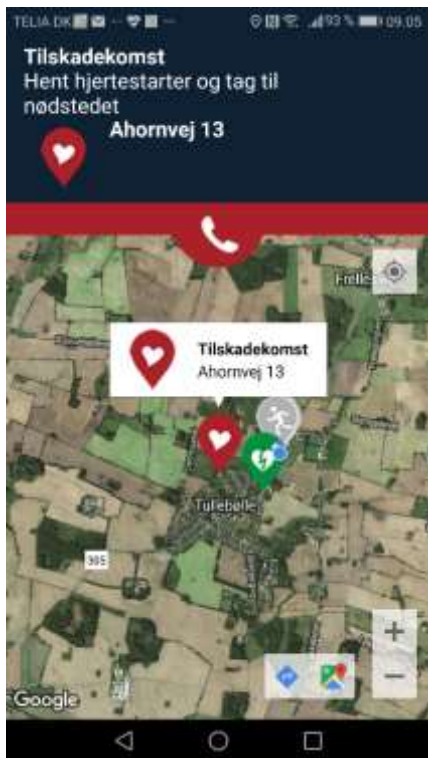 TELIA DK
93 % 09.05
Tilskadekomst
Hent hjertestarter og tag til
nødstedet
Ahornvej 13
Tilskadekomst
Ahornvej 13
Tullebølle
305
Google